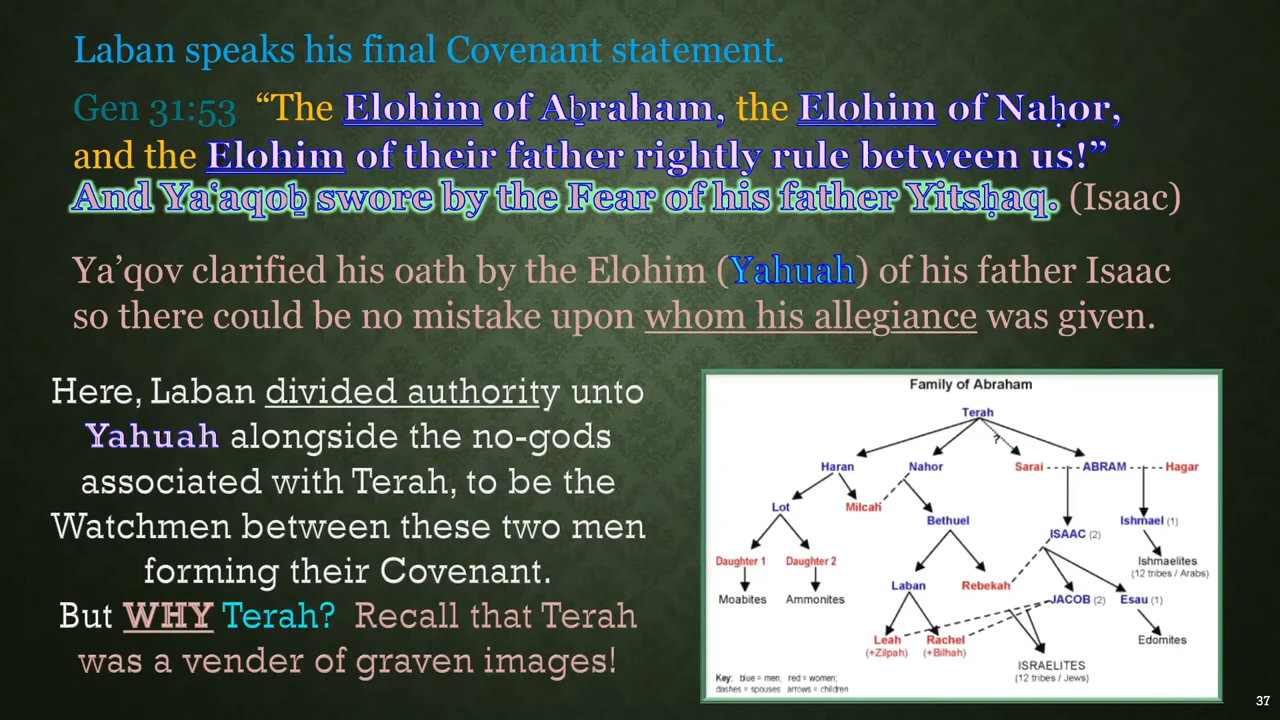 Laban speaks his final Covenant statement.
Gen 31:53 “The Elohim of Aḇraham, the Elohim of Naḥor,
and the Elohim of their father rightly rule between us!”
And Yaʽaqoḇ swore by the Fear of his father Yitsḥaq. (Isaac)
Ya’qov clarified his oath by the Elohim (Yahuah) of his father Isaac
so there could be no mistake upon whom his allegiance was given.
Here, Laban divided authority unto
Yahuah alongside the no-gods
associated with Terah, to be the
Watchmen between these two men
forming their Covenant.
But WHY Terah? Recall that Terah
was a vender of graven images!
Family of Abraham
Terah
?
Haran Nahor Sarai ABRAM Hagar
Lot Milcah
Bethuel Ishmael (1)
ISAAC (2)
Daughter 1 Daughter 2 Ishmaelites
(12 tribes / Arabs)
Laban Rebekah
Moabites Ammonites JACOB (2) Esau (1)
Leah Rachel Edomites
(+Zilpah) (+Bilhah)
ISRAELITES
(12 tribes / Jews)
Key: blue = men; red = women;
dashes = spouses; arrows = children
37